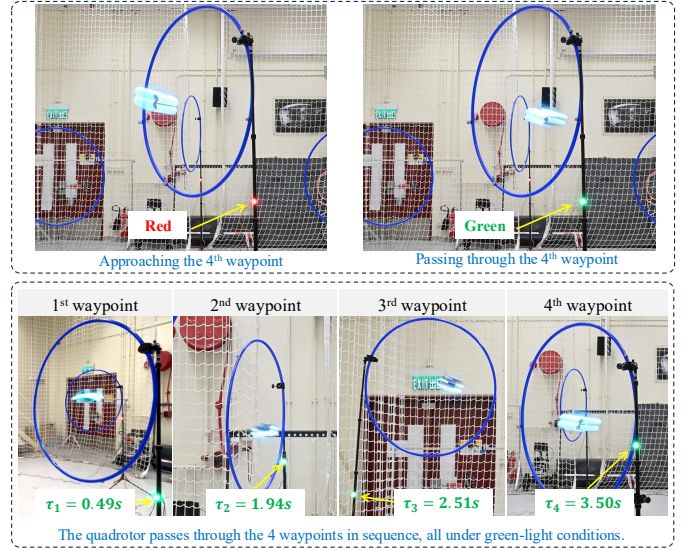 EXIT
EXIT
Red
Green
Approaching the 4th waypoint
Passing through the 4th waypoint
1st waypoint
2nd waypoint
3rd waypoint
4th waypoint
EXIT
τ₁ = 0.49s
τ₂ = 1.94s
τ₃ = 2.51s
τ₄ = 3.50s
The quadrotor passes through the 4 waypoints in sequence, all under green-light conditions.